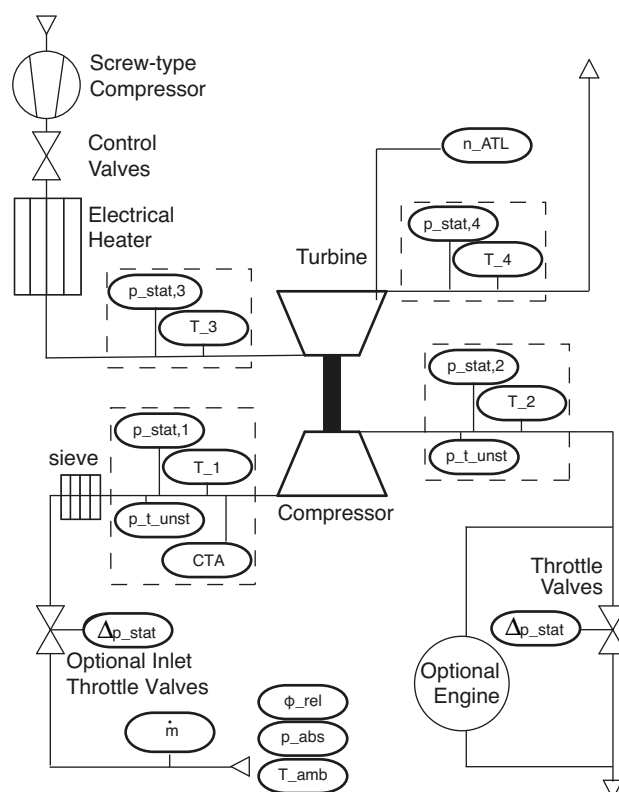 Screw-type
Compressor
Control
Valves
n_ATL
Electrical
Heater
p_stat,4
Turbine
T_4
p_stat,3
T_3
p_stat,2
T_2
p_stat,1
sieve
T_1
p_t_unst
p_t_unst
Compressor
CTA
Throttle
Valves
Δp_stat
Δp_stat
Optional Inlet
Throttle Valves
Optional
Engine
ϕ_rel
ṁ
p_abs
T_amb